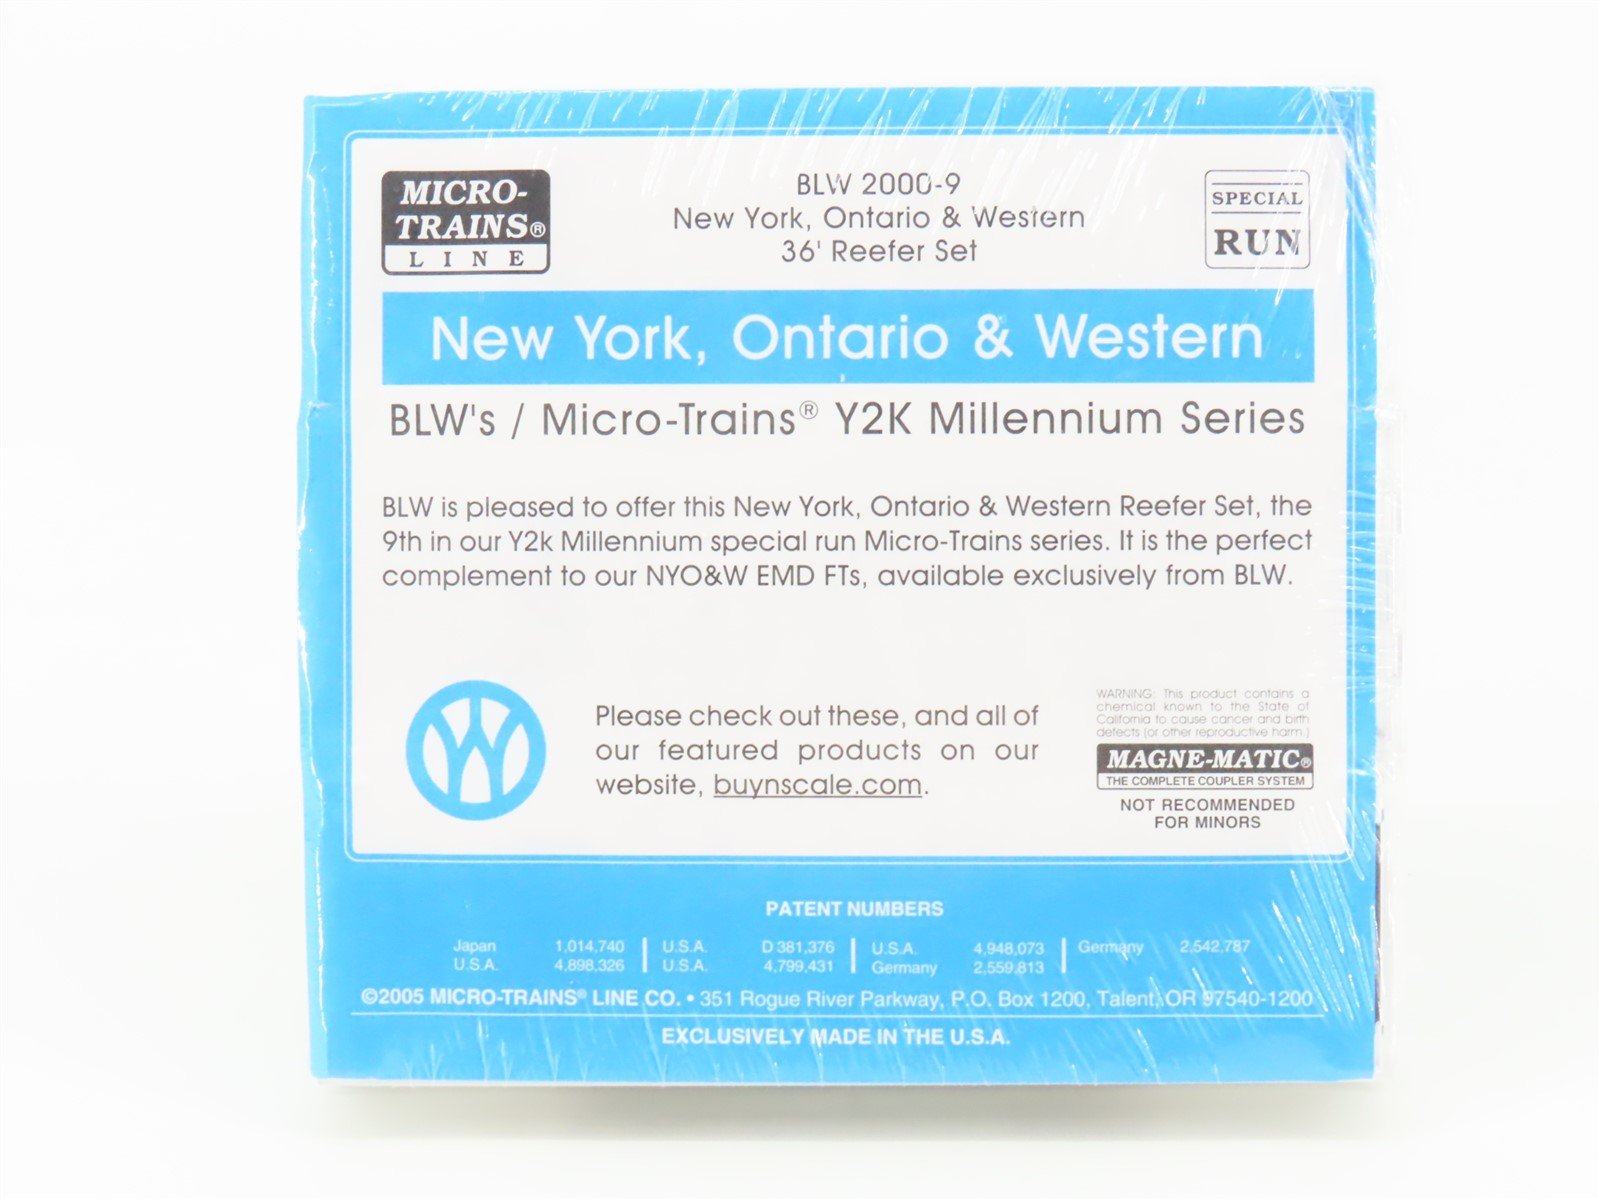 MICRO-
TRAINS®
LINE
BLW 2000-9
New York, Ontario & Western
36' Reefer Set
SPECIAL
RUN
New York, Ontario & Western
BLW's / Micro-Trains® Y2K Millennium Series
BLW is pleased to offer this New York, Ontario & Western Reefer Set, the
9th in our Y2k Millennium special run Micro-Trains series. It is the perfect
complement to our NYO&W EMD FTs, available exclusively from BLW.
Please check out these, and all of
our featured products on our
website, buynscale.com.
WARNING: This product contains a
chemical known to the State of
California to cause cancer and birth
defects (or other reproductive harm.)
MAGNE-MATIC®
THE COMPLETE COUPLER SYSTEM
NOT RECOMMENDED
FOR MINORS
PATENT NUMBERS
Japan 1,014,740 U.S.A. D 381,376 U.S.A. 4,948,073 Germany 2,542,787
U.S.A. 4,898,326 U.S.A. 4,799,431 Germany 2,559,813
©2005 MICRO-TRAINS® LINE CO. • 351 Rogue River Parkway, P.O. Box 1200, Talent, OR 97540-1200
EXCLUSIVELY MADE IN THE U.S.A.